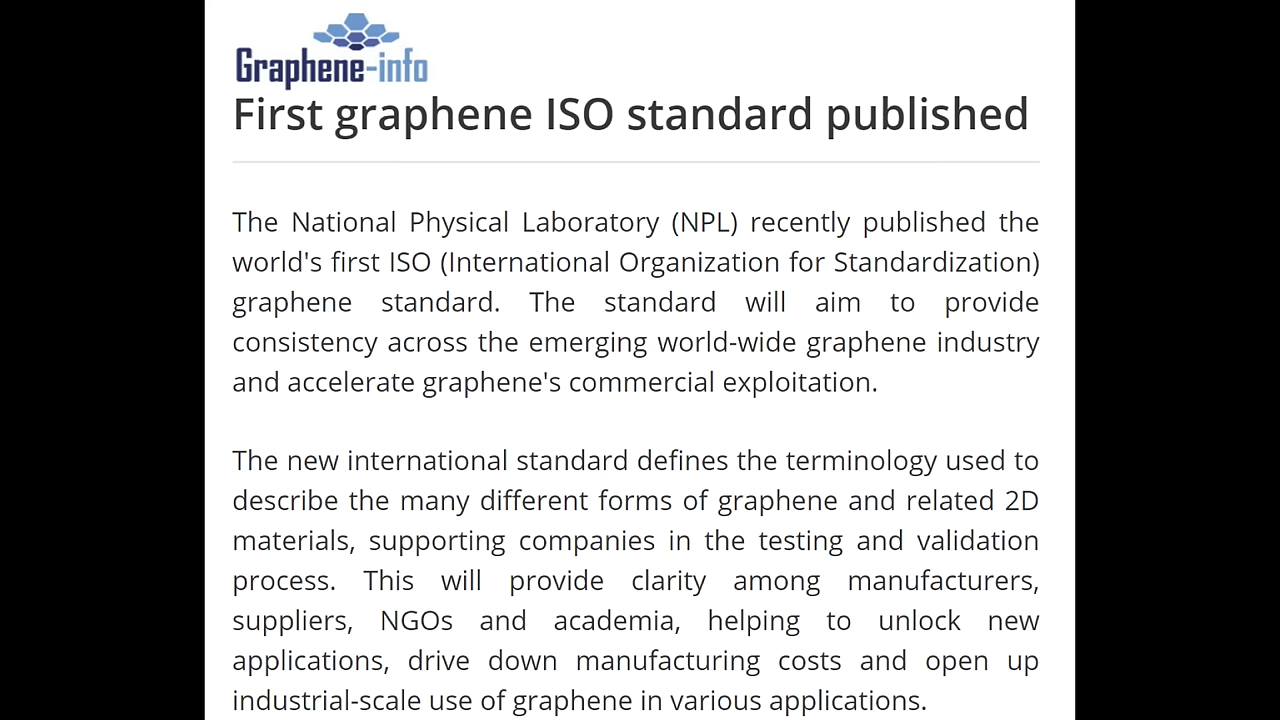 Graphene-info
First graphene ISO standard published
The National Physical Laboratory (NPL) recently published the
world's first ISO (International Organization for Standardization)
graphene standard. The standard will aim to provide
consistency across the emerging world-wide graphene industry
and accelerate graphene's commercial exploitation.
The new international standard defines the terminology used to
describe the many different forms of graphene and related 2D
materials, supporting companies in the testing and validation
process. This will provide clarity among manufacturers,
suppliers, NGOs and academia, helping to unlock new
applications, drive down manufacturing costs and open up
industrial-scale use of graphene in various applications.